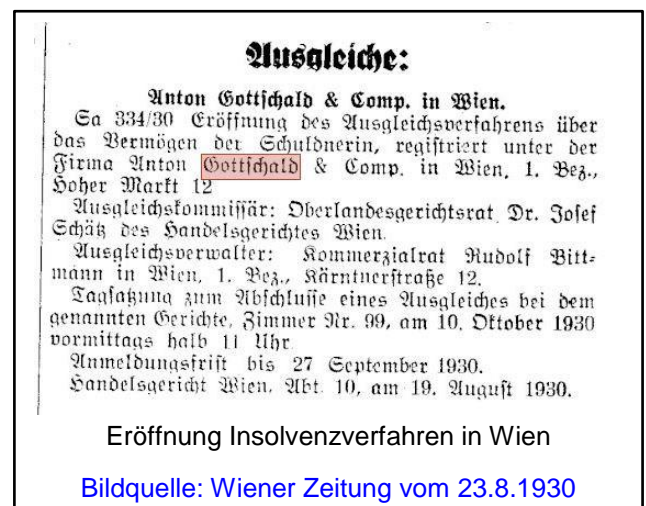 Ausgleiche:
Anton Gottschald & Comp. in Wien.
Sa 334/30 Eröffnung des Ausgleichsverfahrens über
das Vermögen der Schuldnerin, registriert unter der
Firma Anton Gottschald & Comp. in Wien, 1. Bez.,
Hoher Markt 12
Ausgleichskommissär: Oberlandesgerichtsrat Dr. Josef
Schätz des Handelsgerichtes Wien.
Ausgleichsverwalter: Kommerzialrat Rudolf Bitt-
mann in Wien, 1. Bez., Kärntnerstraße 12.
Tagsatzung zum Abschlusse eines Ausgleiches bei dem
genannten Gerichte, Zimmer Nr. 99, am 10. Oktober 1930
vormittags halb 11 Uhr
Anmeldungsfrist bis 27 September 1930.
Handelsgericht Wien, Abt. 10, am 19. August 1930.
Eröffnung Insolvenzverfahren in Wien
Bildquelle: Wiener Zeitung vom 23.8.1930